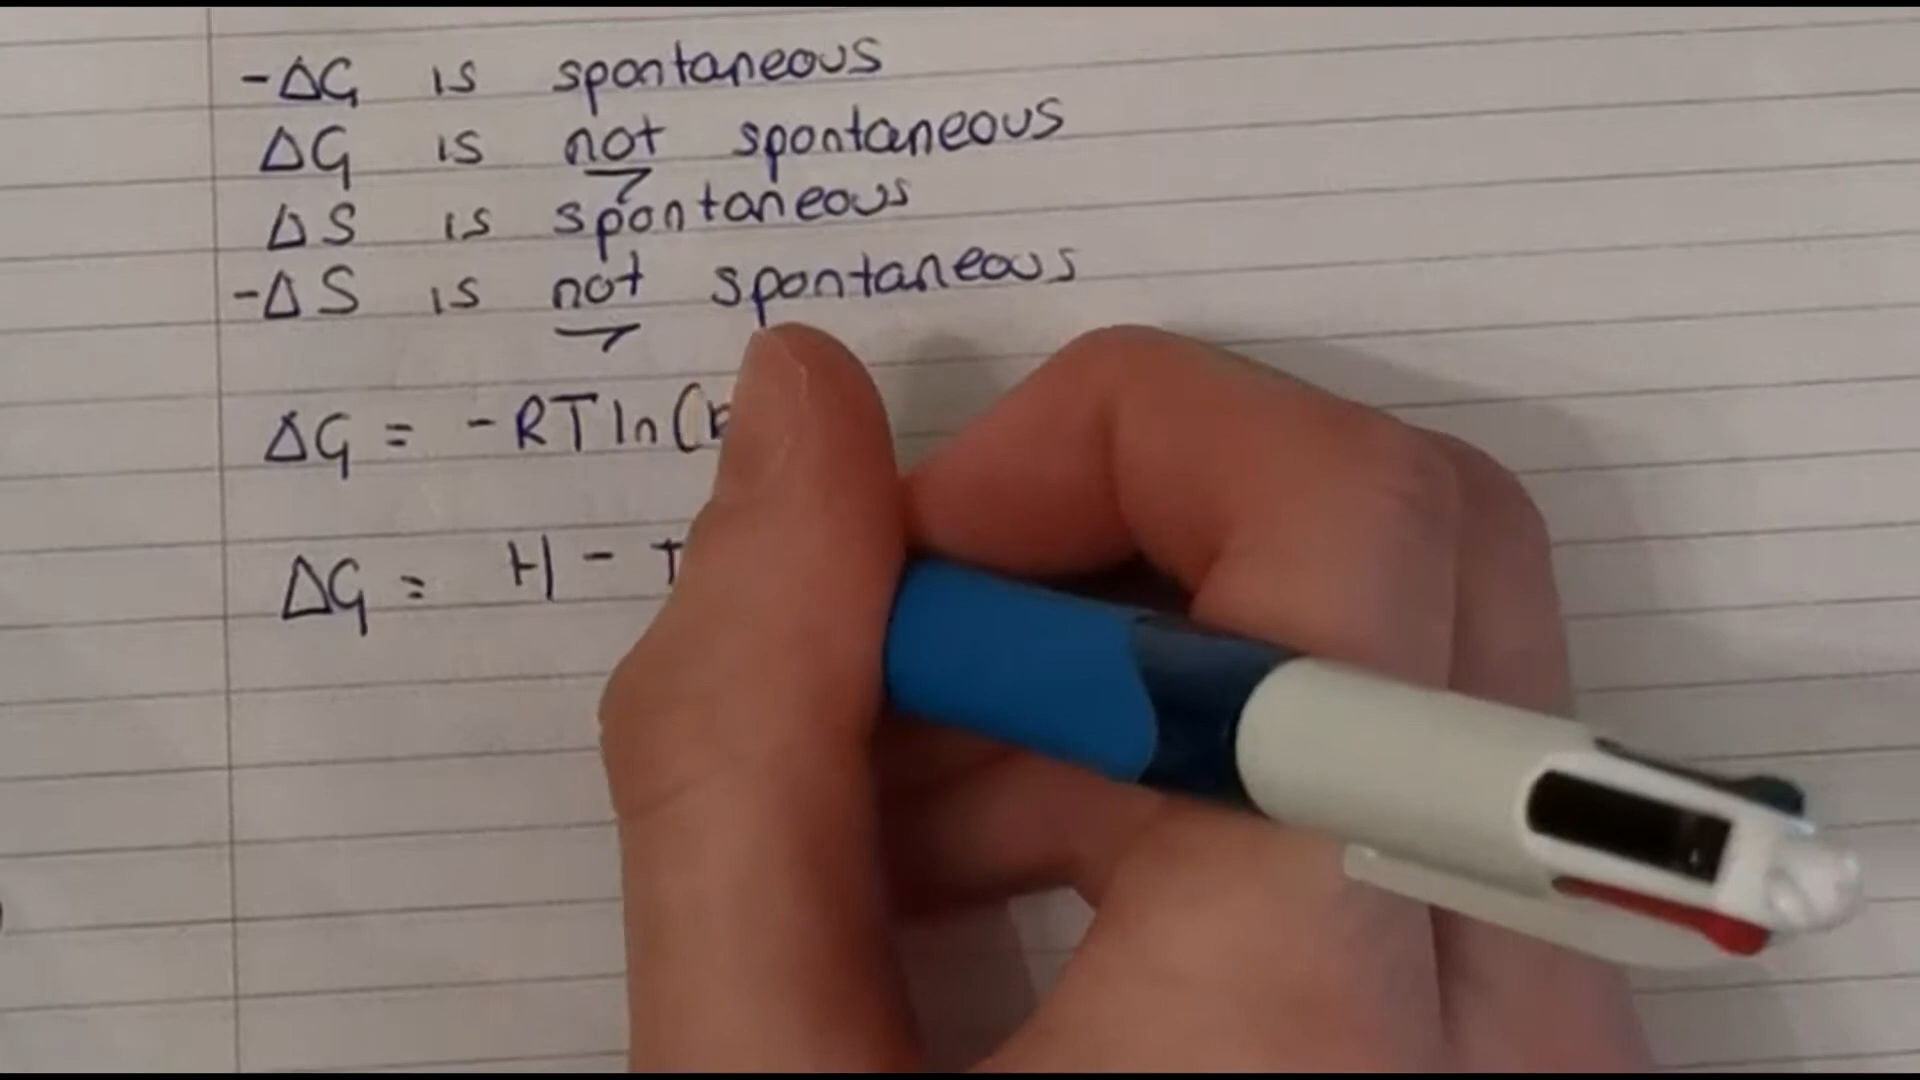 -ΔG is spontaneous
ΔG is not spontaneous
ΔS is spontaneous
-ΔS is not spontaneous
ΔG = -RT ln(
ΔG = H - T